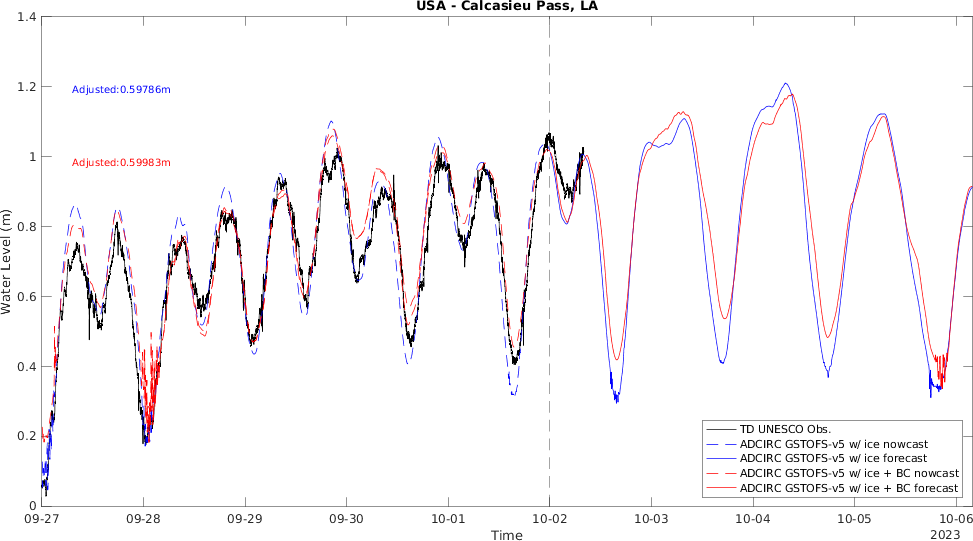 USA - Calcasieu Pass, LA
1.4
1.2
1
0.8
0.6
0.4
0.2
0
Water Level (m)
Adjusted:0.59786m
Adjusted:0.59983m
TD UNESCO Obs.
ADCIRC GSTOFS-v5 w/ ice nowcast
ADCIRC GSTOFS-v5 w/ ice forecast
ADCIRC GSTOFS-v5 w/ ice + BC nowcast
ADCIRC GSTOFS-v5 w/ ice + BC forecast
09-27 09-28 09-29 09-30 10-01 10-02 10-03 10-04 10-05 10-06
Time
2023